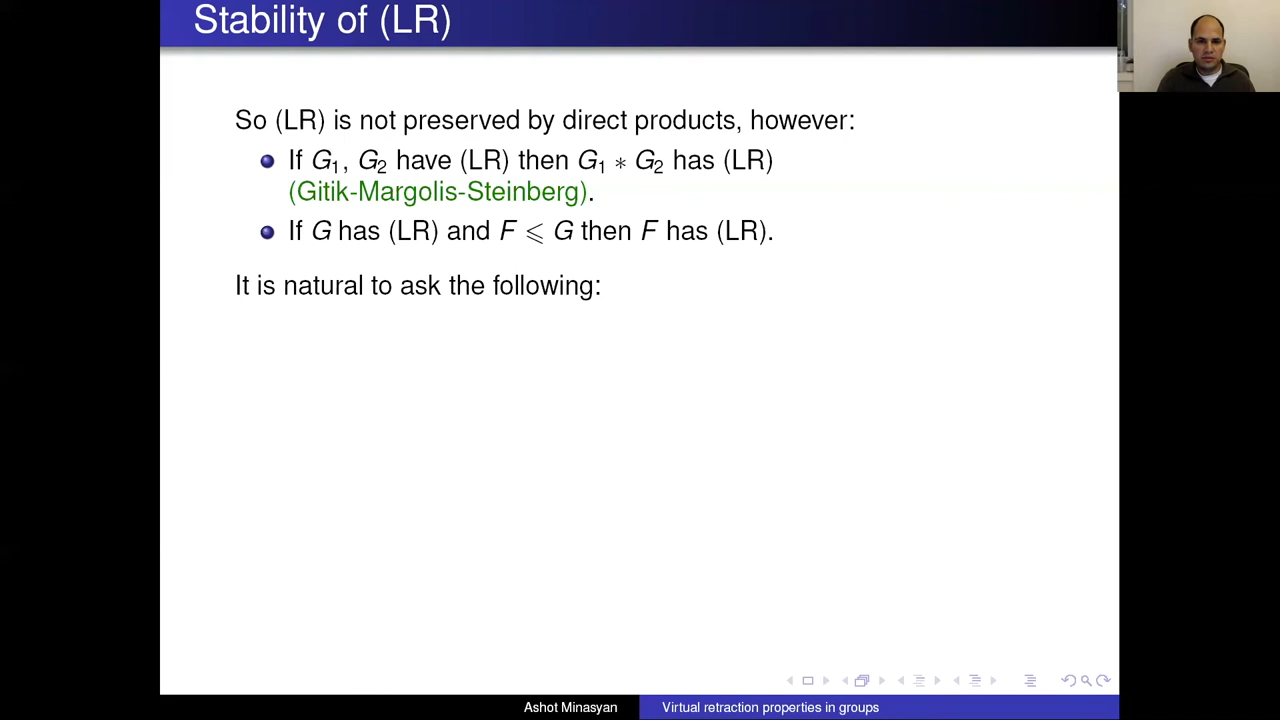 Stability of (LR)
So (LR) is not preserved by direct products, however:
If G₁, G₂ have (LR) then G₁ ∗ G₂ has (LR)
(Gitik-Margolis-Steinberg).
If G has (LR) and F ⩽ G then F has (LR).
It is natural to ask the following:
Ashot Minasyan
Virtual retraction properties in groups